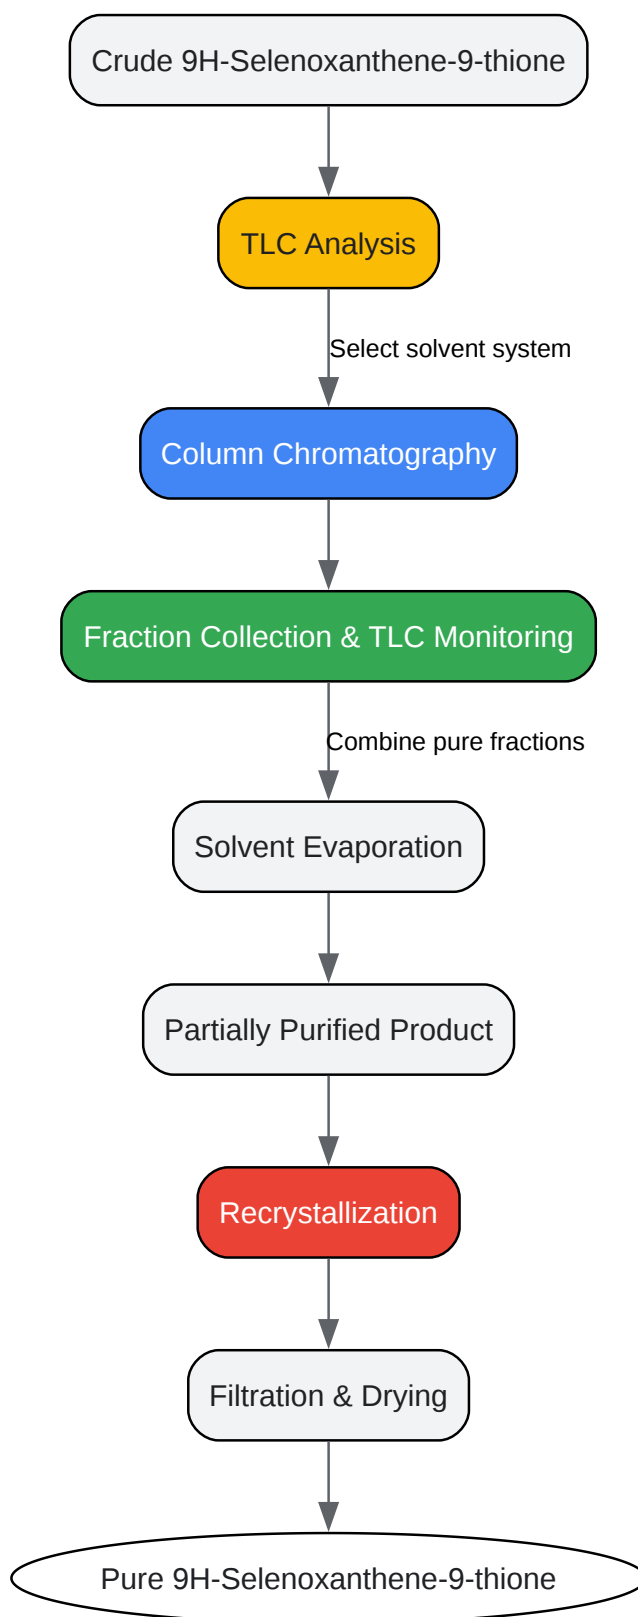 Crude 9H-Selenoxanthene-9-thione
TLC Analysis
Select solvent system
Column Chromatography
Fraction Collection & TLC Monitoring
Combine pure fractions
Solvent Evaporation
Partially Purified Product
Recrystallization
Filtration & Drying
Pure 9H-Selenoxanthene-9-thione